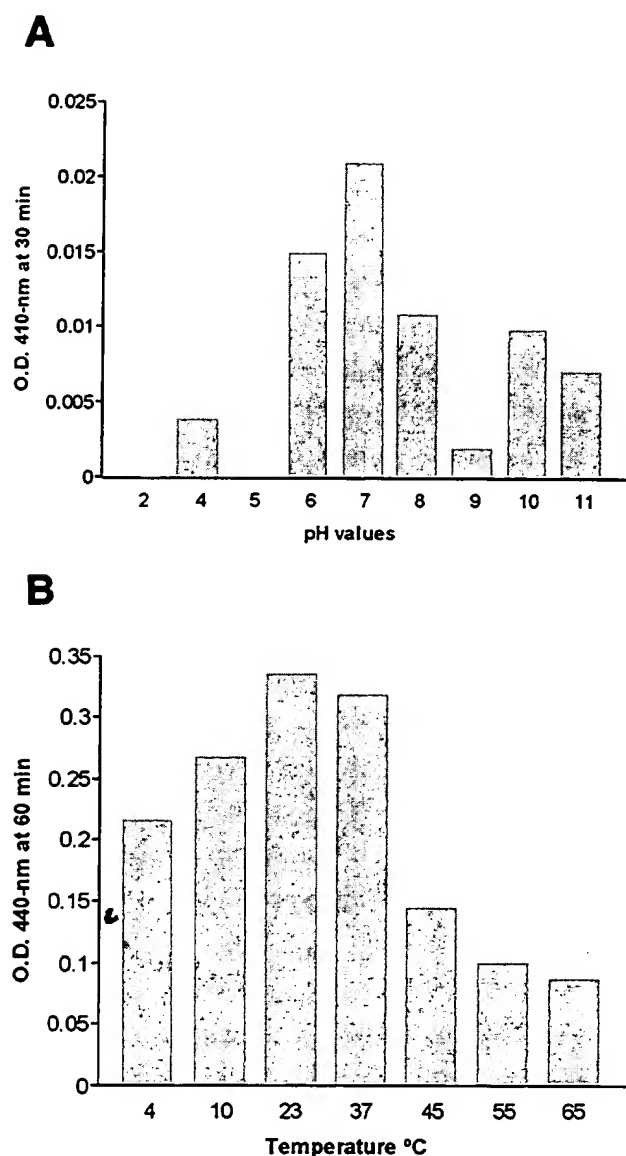 A
O.D. 410-nm at 30 min
0.025
0.02
0.015
0.01
0.005
0
2 4 5 6 7 8 9 10 11
pH values
B
O.D. 440-nm at 60 min
0.35
0.3
0.25
0.2
0.15
0.1
0.05
0
4 10 23 37 45 55 65
Temperature ºC